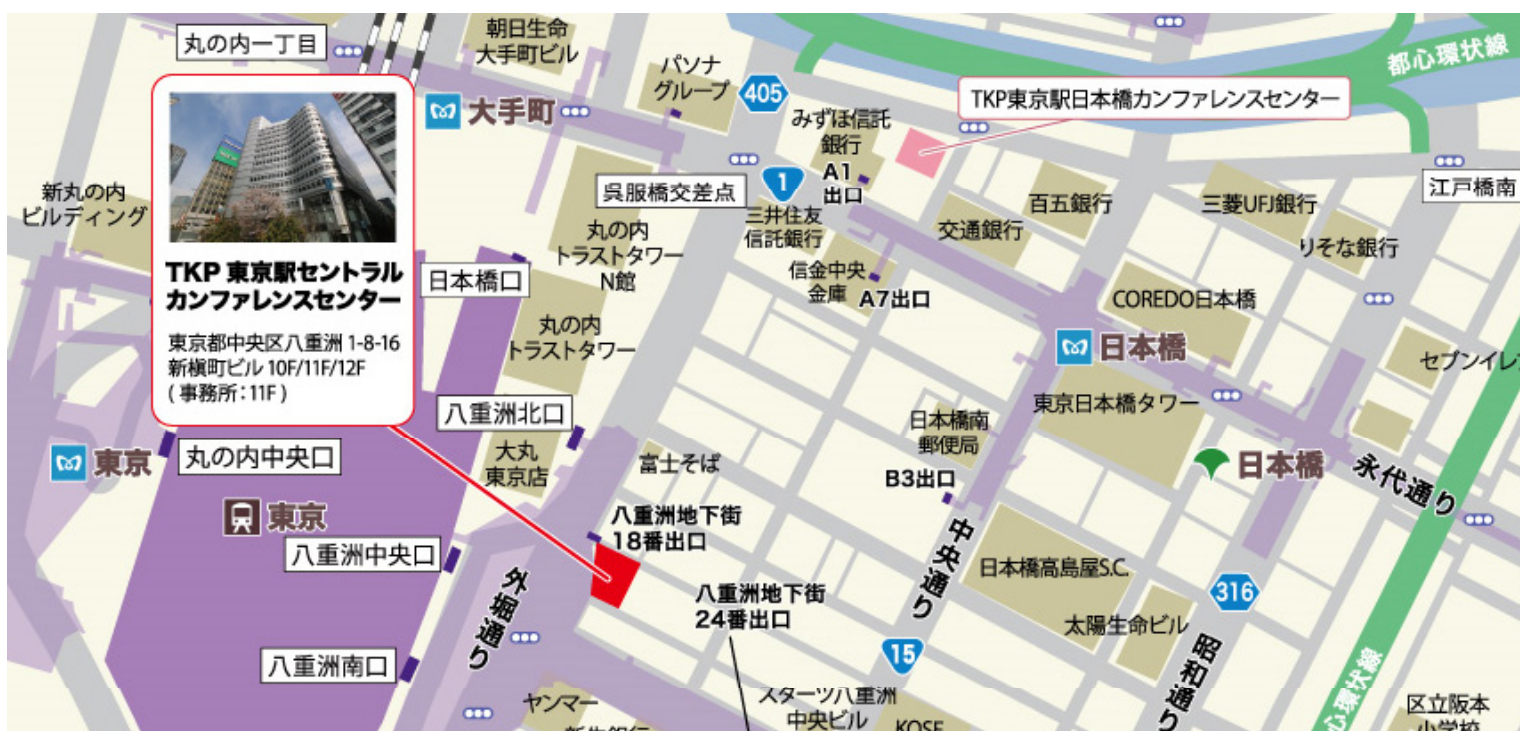 丸の内一丁目
朝日生命
大手町ビル
パソナ
グループ
405
都心環状線
TKP東京駅日本橋カンファレンスセンター
大手町
みずほ信託
銀行
A1
出口
新丸の内
ビルディング
呉服橋交差点
1
三井住友
信託銀行
江戸橋南
百五銀行
三菱UFJ銀行
交通銀行
りそな銀行
丸の内
トラストタワー
N館
信金中央
金庫
A7出口
TKP 東京駅セントラル
カンファレンスセンター
東京都中央区八重洲 1-8-16
新槇町ビル 10F/11F/12F
( 事務所：11F )
日本橋口
COREDO日本橋
丸の内
トラストタワー
日本橋
セブンイレ
八重洲北口
東京日本橋タワー
日本橋南
郵便局
東京
丸の内中央口
大丸
東京店
富士そば
B3出口
日本橋
永代通り
東京
八重洲地下街
18番出口
八重洲中央口
中央通り
日本橋高島屋S.C.
外堀通り
八重洲地下街
24番出口
316
太陽生命ビル
八重洲南口
15
昭和通り
心環状線
ヤンマー
スターツ八重洲
中央ビル
KOSE
区立阪本